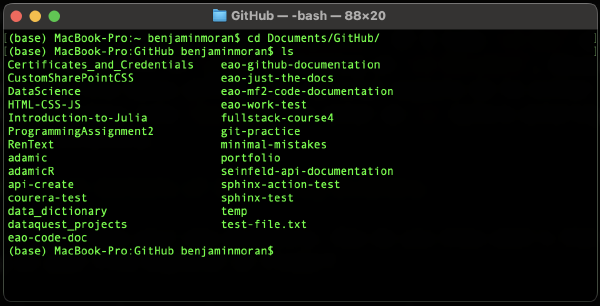 GitHub — -bash — 88×20
(base) MacBook-Pro:~ benjaminmoran$ cd Documents/GitHub/
(base) MacBook-Pro:GitHub benjaminmoran$ ls
Certificates_and_Credentials    eao-github-documentation
CustomSharePointCSS             eao-just-the-docs
DataScience                     eao-mf2-code-documentation
HTML-CSS-JS                     eao-work-test
Introduction-to-Julia           fullstack-course4
ProgrammingAssignment2          git-practice
RenText                         minimal-mistakes
adamic                          portfolio
adamicR                         seinfeld-api-documentation
api-create                      sphinx-action-test
courera-test                    sphinx-test
data_dictionary                 temp
dataquest_projects              test-file.txt
eao-code-doc
(base) MacBook-Pro:GitHub benjaminmoran$